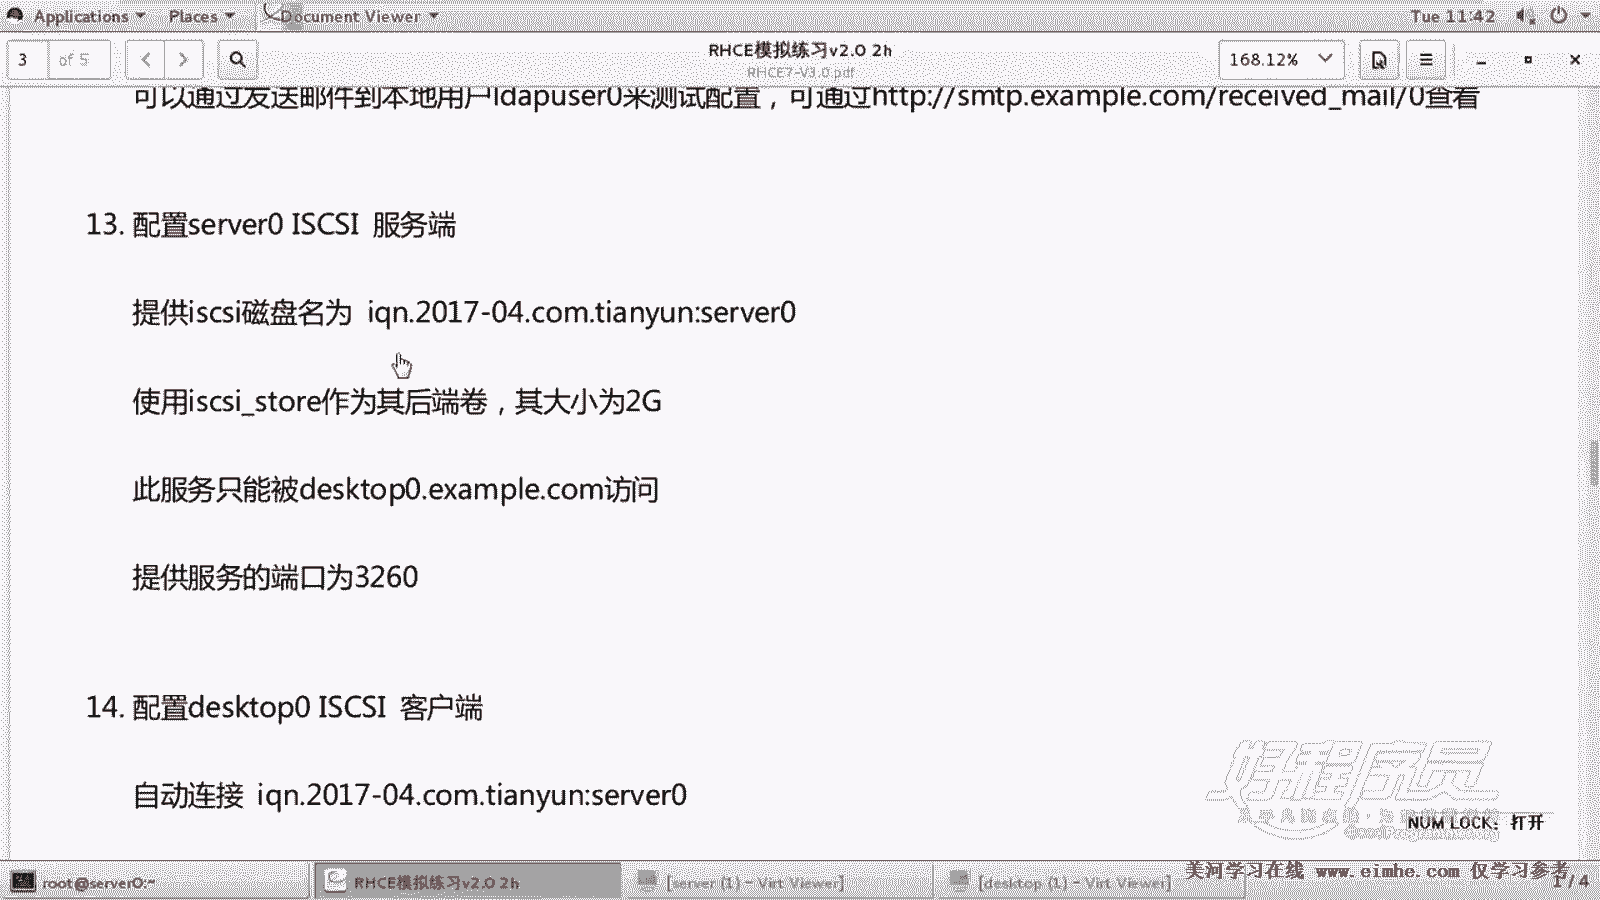 Applications Places Document Viewer Tue 11:42
3 of 5 RHCE模拟练习v2.0 2h 168.12%
RHCE7-V3.0.pdf
可以通过发送邮件到本地用户ldapuser0来测试配置，可通过http://smtp.example.com/received_mail/0查看
13. 配置server0 ISCSI 服务端
提供iscsi磁盘名为 iqn.2017-04.com.tianyun:server0
使用iscsi_store作为其后端卷，其大小为2G
此服务只能被desktop0.example.com访问
提供服务的端口为3260
14. 配置desktop0 ISCSI 客户端
自动连接 iqn.2017-04.com.tianyun:server0
好程序员
NUM LOCK: 打开
美河学习在线 www.eimhe.com 仅学习参考
root@server0:~ RHCE模拟练习v2.0 2h [server (1) - Virt Viewer] [desktop (1) - Virt Viewer] 1 / 4